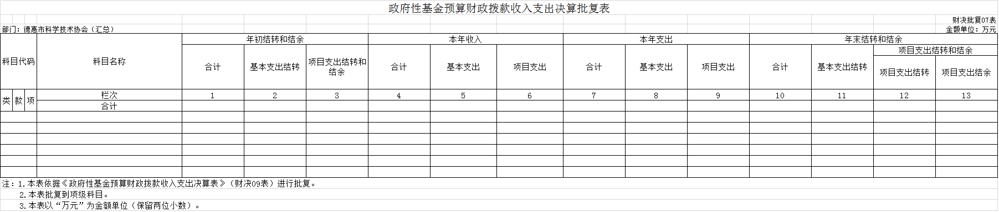 政府性基金预算财政拨款收入支出决算批复表
财决批复07表
部门：德惠市科学技术协会（汇总）
金额单位：万元
科目代码 科目名称 年初结转和结余 本年收入 本年支出 年末结转和结余
合计 基本支出结转 项目支出结转和结余 合计 基本支出 项目支出 合计 基本支出 项目支出 合计 基本支出结转 项目支出结转和结余
项目支出结转 项目支出结余
类 款 项 栏次 1 2 3 4 5 6 7 8 9 10 11 12 13
合计
注：1.本表依据《政府性基金预算财政拨款收入支出决算表》（财决09表）进行批复。
2.本表批复到项级科目。
3.本表以“万元”为金额单位（保留两位小数）。